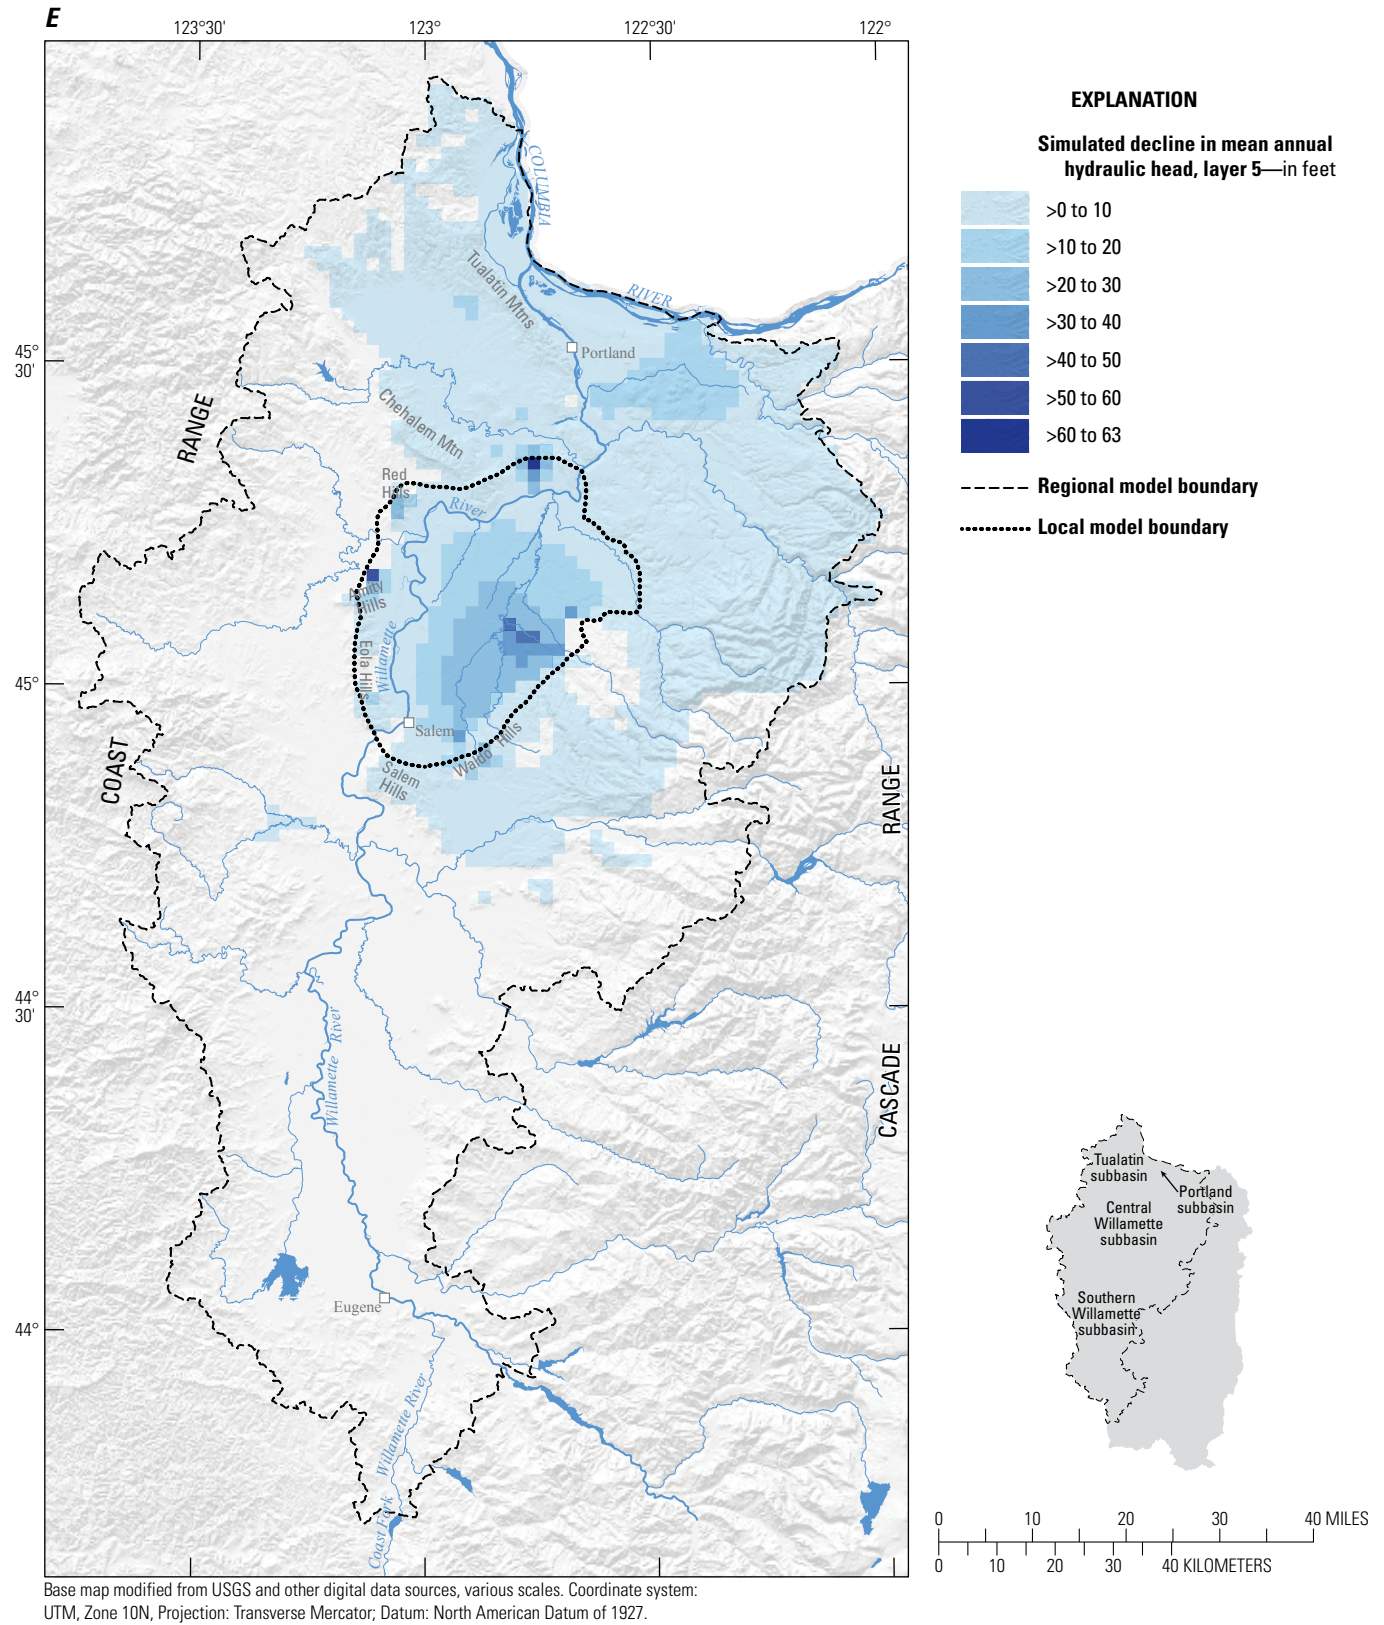 E
123°30'
123°
122°30'
122°
EXPLANATION
Simulated decline in mean annual
hydraulic head, layer 5—in feet
>0 to 10
>10 to 20
>20 to 30
>30 to 40
>40 to 50
>50 to 60
>60 to 63
Regional model boundary
Local model boundary
COLUMBIA
RIVER
Tualatin Mtns
Portland
45°
30'
RANGE
Chehalem Mtn
Red
Hills
River
Amity
Hills
Willamette
Eola Hills
45°
Salem
Waldo Hills
Salem
Hills
COAST
RANGE
44°
30'
Willamette River
CASCADE
Eugene
44°
Coast Fork Willamette River
Tualatin
subbasin
Portland
subbasin
Central
Willamette
subbasin
Southern
Willamette
subbasin
0 10 20 30 40 MILES
0 10 20 30 40 KILOMETERS
Base map modified from USGS and other digital data sources, various scales. Coordinate system:
UTM, Zone 10N, Projection: Transverse Mercator; Datum: North American Datum of 1927.